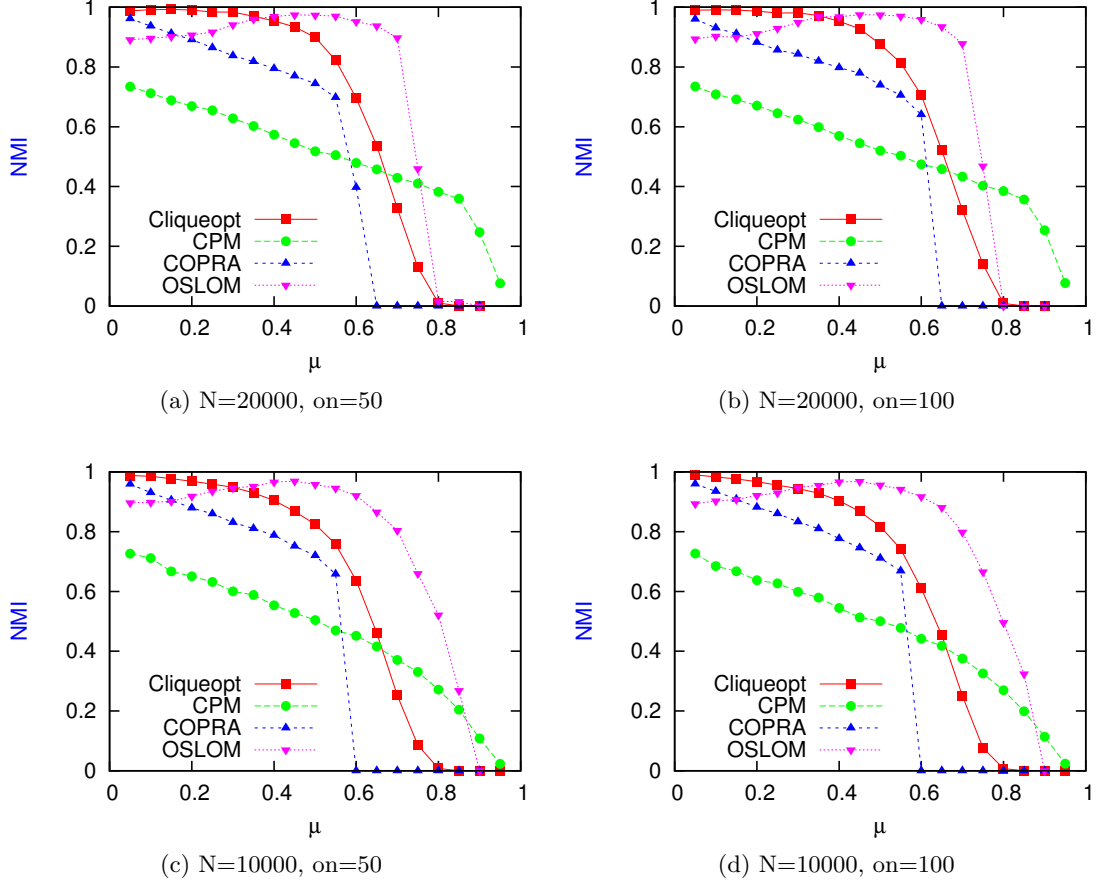 1
0.8
0.6
0.4
0.2
0
NMI
Cliqueopt
CPM
COPRA
OSLOM
0 0.2 0.4 0.6 0.8 1
μ
(a) N=20000, on=50
1
0.8
0.6
0.4
0.2
0
NMI
Cliqueopt
CPM
COPRA
OSLOM
0 0.2 0.4 0.6 0.8 1
μ
(b) N=20000, on=100
1
0.8
0.6
0.4
0.2
0
NMI
Cliqueopt
CPM
COPRA
OSLOM
0 0.2 0.4 0.6 0.8 1
μ
(c) N=10000, on=50
1
0.8
0.6
0.4
0.2
0
NMI
Cliqueopt
CPM
COPRA
OSLOM
0 0.2 0.4 0.6 0.8 1
μ
(d) N=10000, on=100